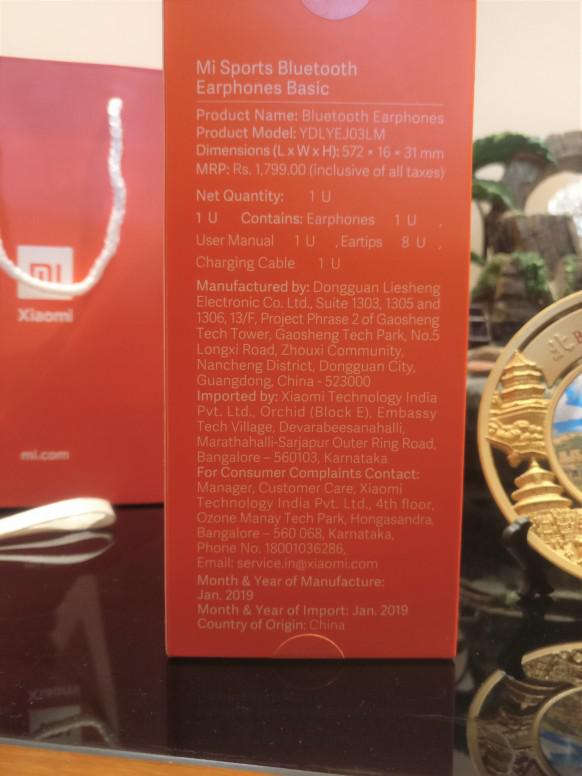 Mi Sports Bluetooth
Earphones Basic
Product Name: Bluetooth Earphones
Product Model: YDLYEJ03LM
Dimensions (L x W x H): 572 × 16 × 31 mm
MRP: Rs. 1,799.00 (inclusive of all taxes)
Net Quantity: 1 U
1 U Contains: Earphones 1 U ,
User Manual 1 U , Eartips 8 U ,
Charging Cable 1 U
Manufactured by: Dongguan Liesheng
Electronic Co. Ltd., Suite 1303, 1305 and
1306, 13/F, Project Phrase 2 of Gaosheng
Tech Tower, Gaosheng Tech Park, No.5
Longxi Road, Zhouxi Community,
Nancheng District, Dongguan City,
Guangdong, China - 523000
Imported by: Xiaomi Technology India
Pvt. Ltd., Orchid (Block E), Embassy
Tech Village, Devarabeesanahalli,
Marathahalli-Sarjapur Outer Ring Road,
Bangalore – 560103, Karnataka
For Consumer Complaints Contact:
Manager, Customer Care, Xiaomi
Technology India Pvt. Ltd., 4th floor,
Ozone Manay Tech Park, Hongasandra,
Bangalore – 560 068, Karnataka,
Phone No. 18001036286,
Email: service.in@xiaomi.com
Month & Year of Manufacture:
Jan. 2019
Month & Year of Import: Jan. 2019
Country of Origin: China
mi
Xiaomi
mi.com